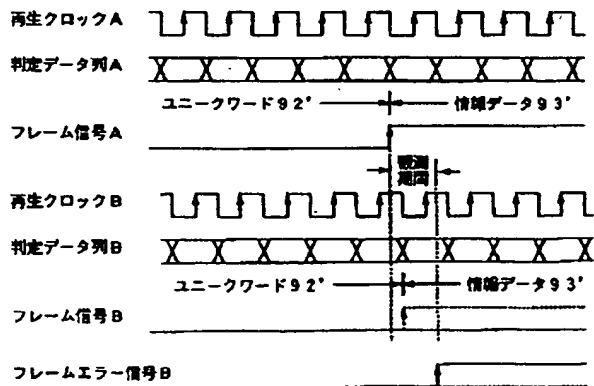 再生クロックA
判定データ列A
ユニークワード92' 情報データ93'
フレーム信号A
観測
期間
再生クロックB
判定データ列B
ユニークワード92' 情報データ93'
フレーム信号B
フレームエラー信号B